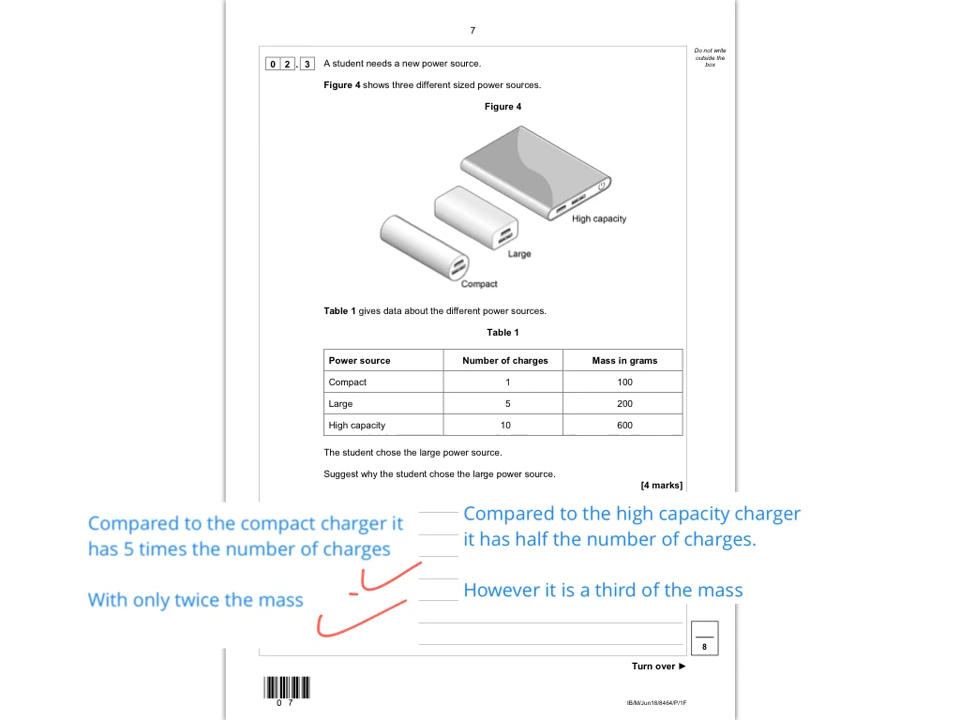 7
Do not write
outside the
box
0 2 . 3 A student needs a new power source.
Figure 4 shows three different sized power sources.
Figure 4
High capacity
Large
Compact
Table 1 gives data about the different power sources.
Table 1
Power source Number of charges Mass in grams
Compact 1 100
Large 5 200
High capacity 10 600
The student chose the large power source.
Suggest why the student chose the large power source.
[4 marks]
Compared to the compact charger it
has 5 times the number of charges
With only twice the mass
Compared to the high capacity charger
it has half the number of charges.
However it is a third of the mass
8
Turn over ►
0 7
IB/M/Jun18/8464/P/1F